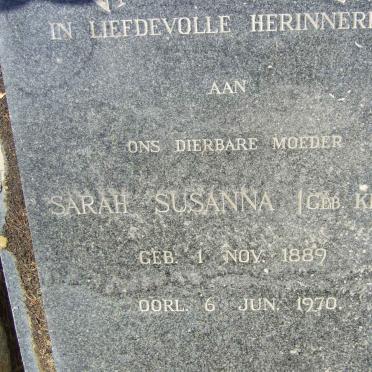 IN LIEFDEVOLLE HERINNER
AAN
ONS DIERBARE MOEDER
SARAH SUSANNA (GEB. K
GEB. 1 NOV. 1889
OORL. 6 JUN. 1970.